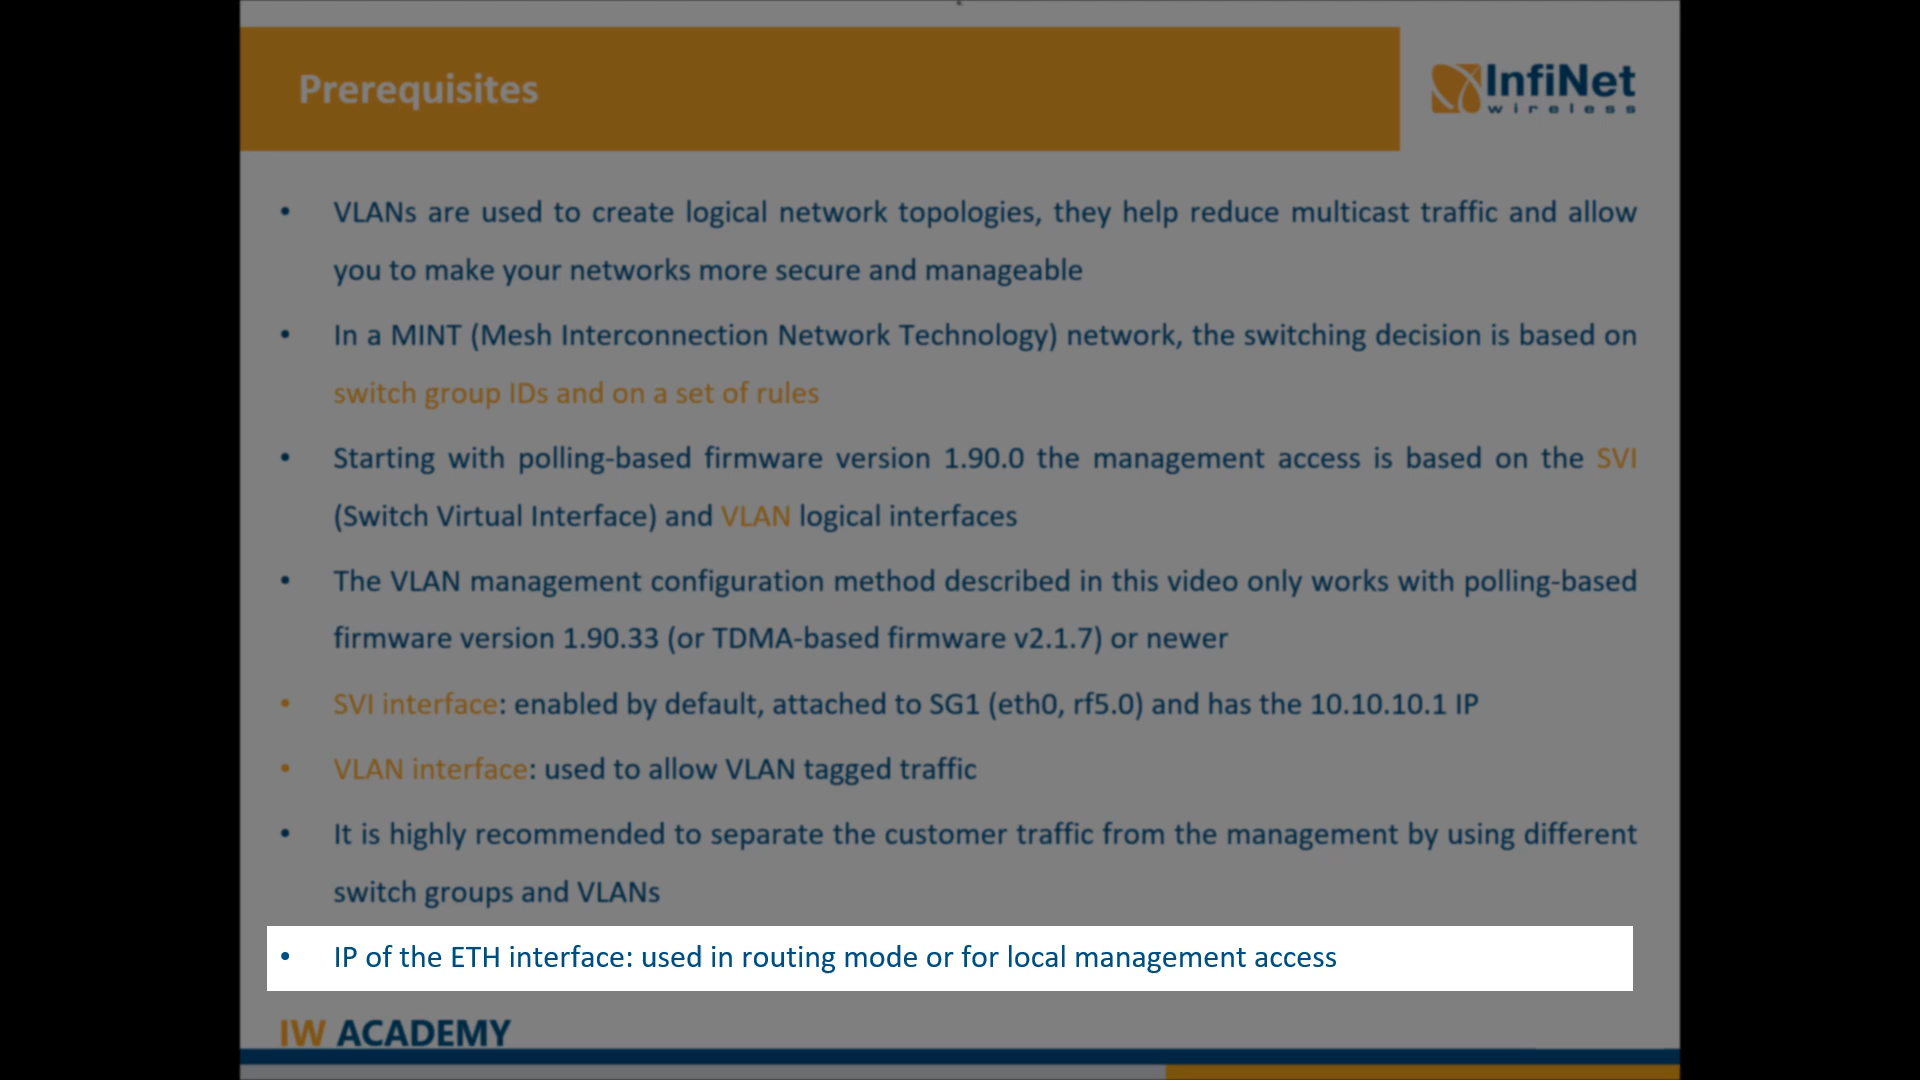 Prerequisites
InfiNet
wireless
• VLANs are used to create logical network topologies, they help reduce multicast traffic and allow
you to make your networks more secure and manageable
• In a MINT (Mesh Interconnection Network Technology) network, the switching decision is based on
switch group IDs and on a set of rules
• Starting with polling-based firmware version 1.90.0 the management access is based on the SVI
(Switch Virtual Interface) and VLAN logical interfaces
• The VLAN management configuration method described in this video only works with polling-based
firmware version 1.90.33 (or TDMA-based firmware v2.1.7) or newer
• SVI interface: enabled by default, attached to SG1 (eth0, rf5.0) and has the 10.10.10.1 IP
• VLAN interface: used to allow VLAN tagged traffic
• It is highly recommended to separate the customer traffic from the management by using different
switch groups and VLANs
• IP of the ETH interface: used in routing mode or for local management access
IW ACADEMY